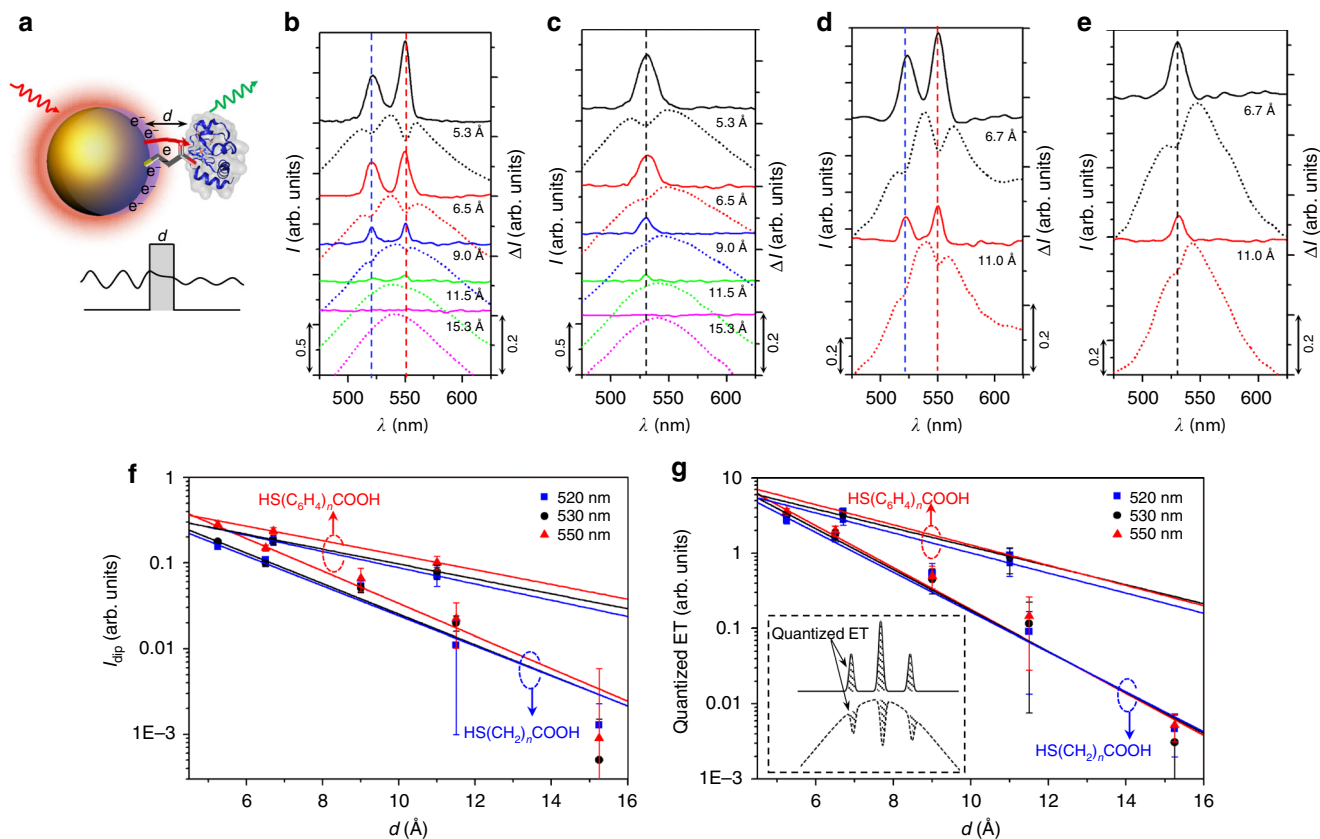 a
d
e⁻
e⁻
e
e⁻
e⁻
e⁻
d
b
I (arb. units)
5.3 Å
6.5 Å
9.0 Å
11.5 Å
15.3 Å
0.5
0.2
ΔI (arb. units)
500 550 600
λ (nm)
c
I (arb. units)
5.3 Å
6.5 Å
9.0 Å
11.5 Å
15.3 Å
0.5
0.2
ΔI (arb. units)
500 550 600
λ (nm)
d
I (arb. units)
6.7 Å
11.0 Å
0.2
0.2
ΔI (arb. units)
500 550 600
λ (nm)
e
I (arb. units)
6.7 Å
11.0 Å
0.2
0.2
ΔI (arb. units)
500 550 600
λ (nm)
f
I_dip (arb. units)
1
0.1
0.01
1E−3
HS(C₆H₄)ₙCOOH
520 nm
530 nm
550 nm
HS(CH₂)ₙCOOH
6 8 10 12 14 16
d (Å)
g
Quantized ET (arb. units)
10
1
0.1
0.01
1E−3
HS(C₆H₄)ₙCOOH
520 nm
530 nm
550 nm
Quantized ET
HS(CH₂)ₙCOOH
6 8 10 12 14 16
d (Å)